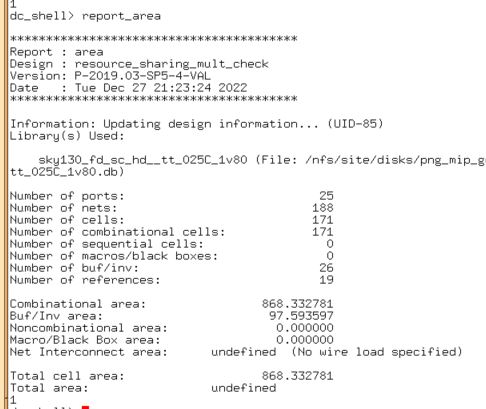 1
dc_shell> report_area
****************************************
Report : area
Design : resource_sharing_mult_check
Version: P-2019.03-SP5-4-VAL
Date   : Tue Dec 27 21:23:24 2022
****************************************
Information: Updating design information... (UID-85)
Library(s) Used:
sky130_fd_sc_hd__tt_025C_1v80 (File: /nfs/site/disks/png_mip_g
tt_025C_1v80.db)
Number of ports: 25
Number of nets: 188
Number of cells: 171
Number of combinational cells: 171
Number of sequential cells: 0
Number of macros/black boxes: 0
Number of buf/inv: 26
Number of references: 19
Combinational area: 868.332781
Buf/Inv area: 97.593597
Noncombinational area: 0.000000
Macro/Black Box area: 0.000000
Net Interconnect area: undefined (No wire load specified)
Total cell area: 868.332781
Total area: undefined
1